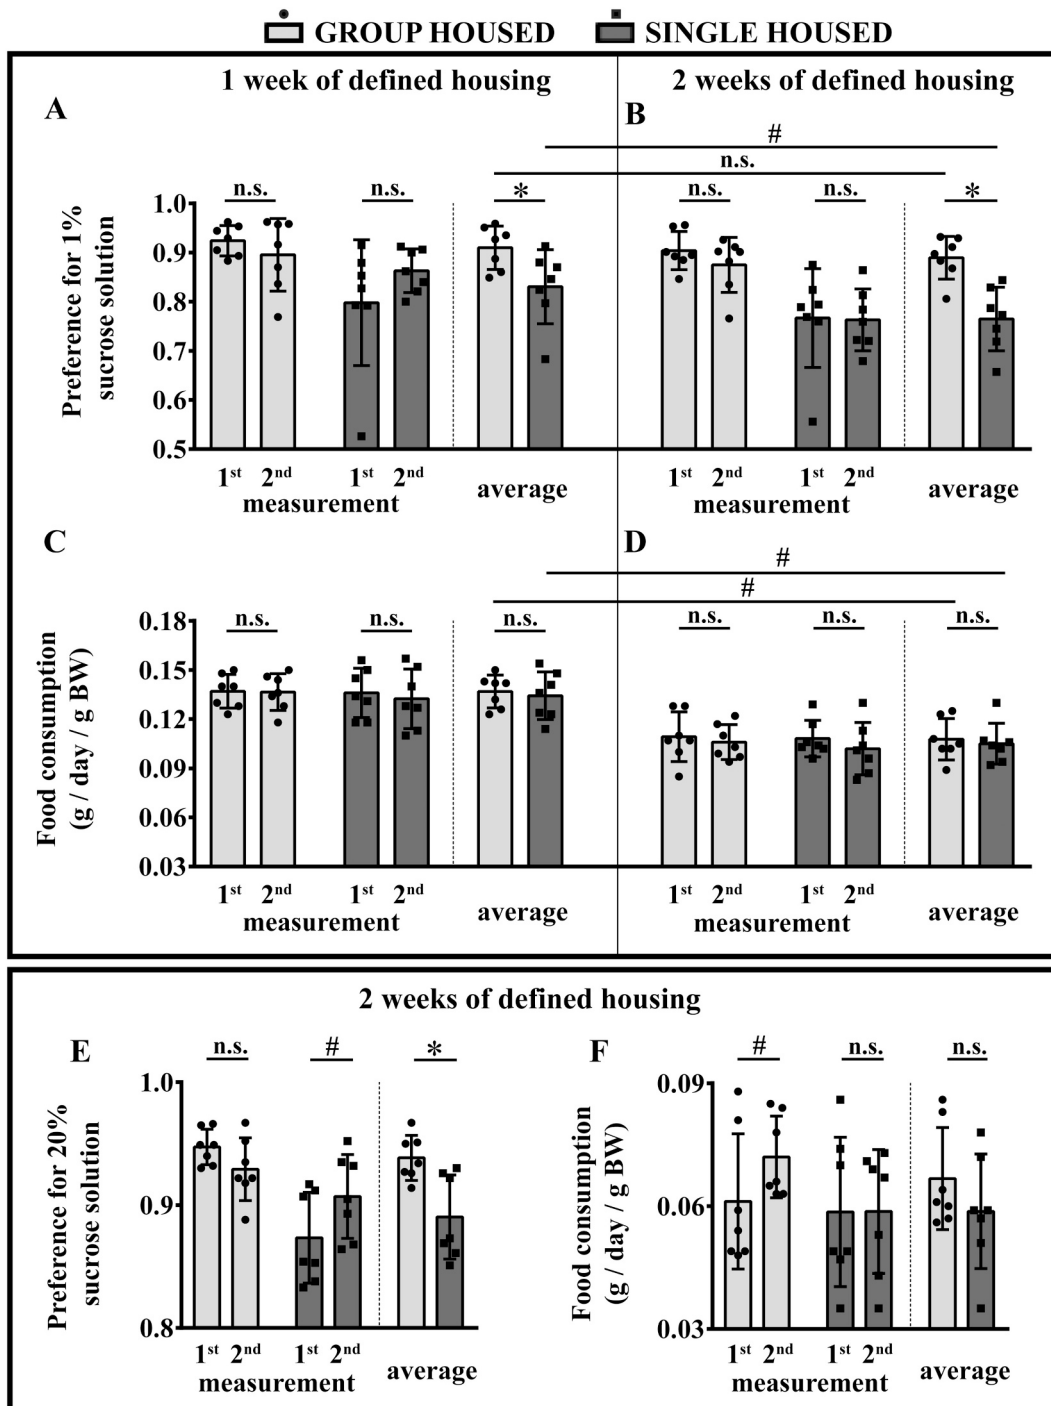 GROUP HOUSED SINGLE HOUSED
1 week of defined housing 2 weeks of defined housing
A
B
#
n.s.
n.s. n.s. * n.s. n.s. *
Preference for 1%
sucrose solution
1.0
0.9
0.8
0.7
0.6
0.5
1st 2nd 1st 2nd 1st 2nd 1st 2nd
measurement average measurement average
C
D
#
#
n.s. n.s. n.s. n.s. n.s. n.s.
Food consumption
(g / day / g BW)
0.18
0.15
0.12
0.09
0.06
0.03
1st 2nd 1st 2nd 1st 2nd 1st 2nd
measurement average measurement average
2 weeks of defined housing
E
n.s. # *
Preference for 20%
sucrose solution
1.0
0.9
0.8
1st 2nd 1st 2nd
measurement average
F
# n.s. n.s.
Food consumption
(g / day / g BW)
0.09
0.06
0.03
1st 2nd 1st 2nd
measurement average